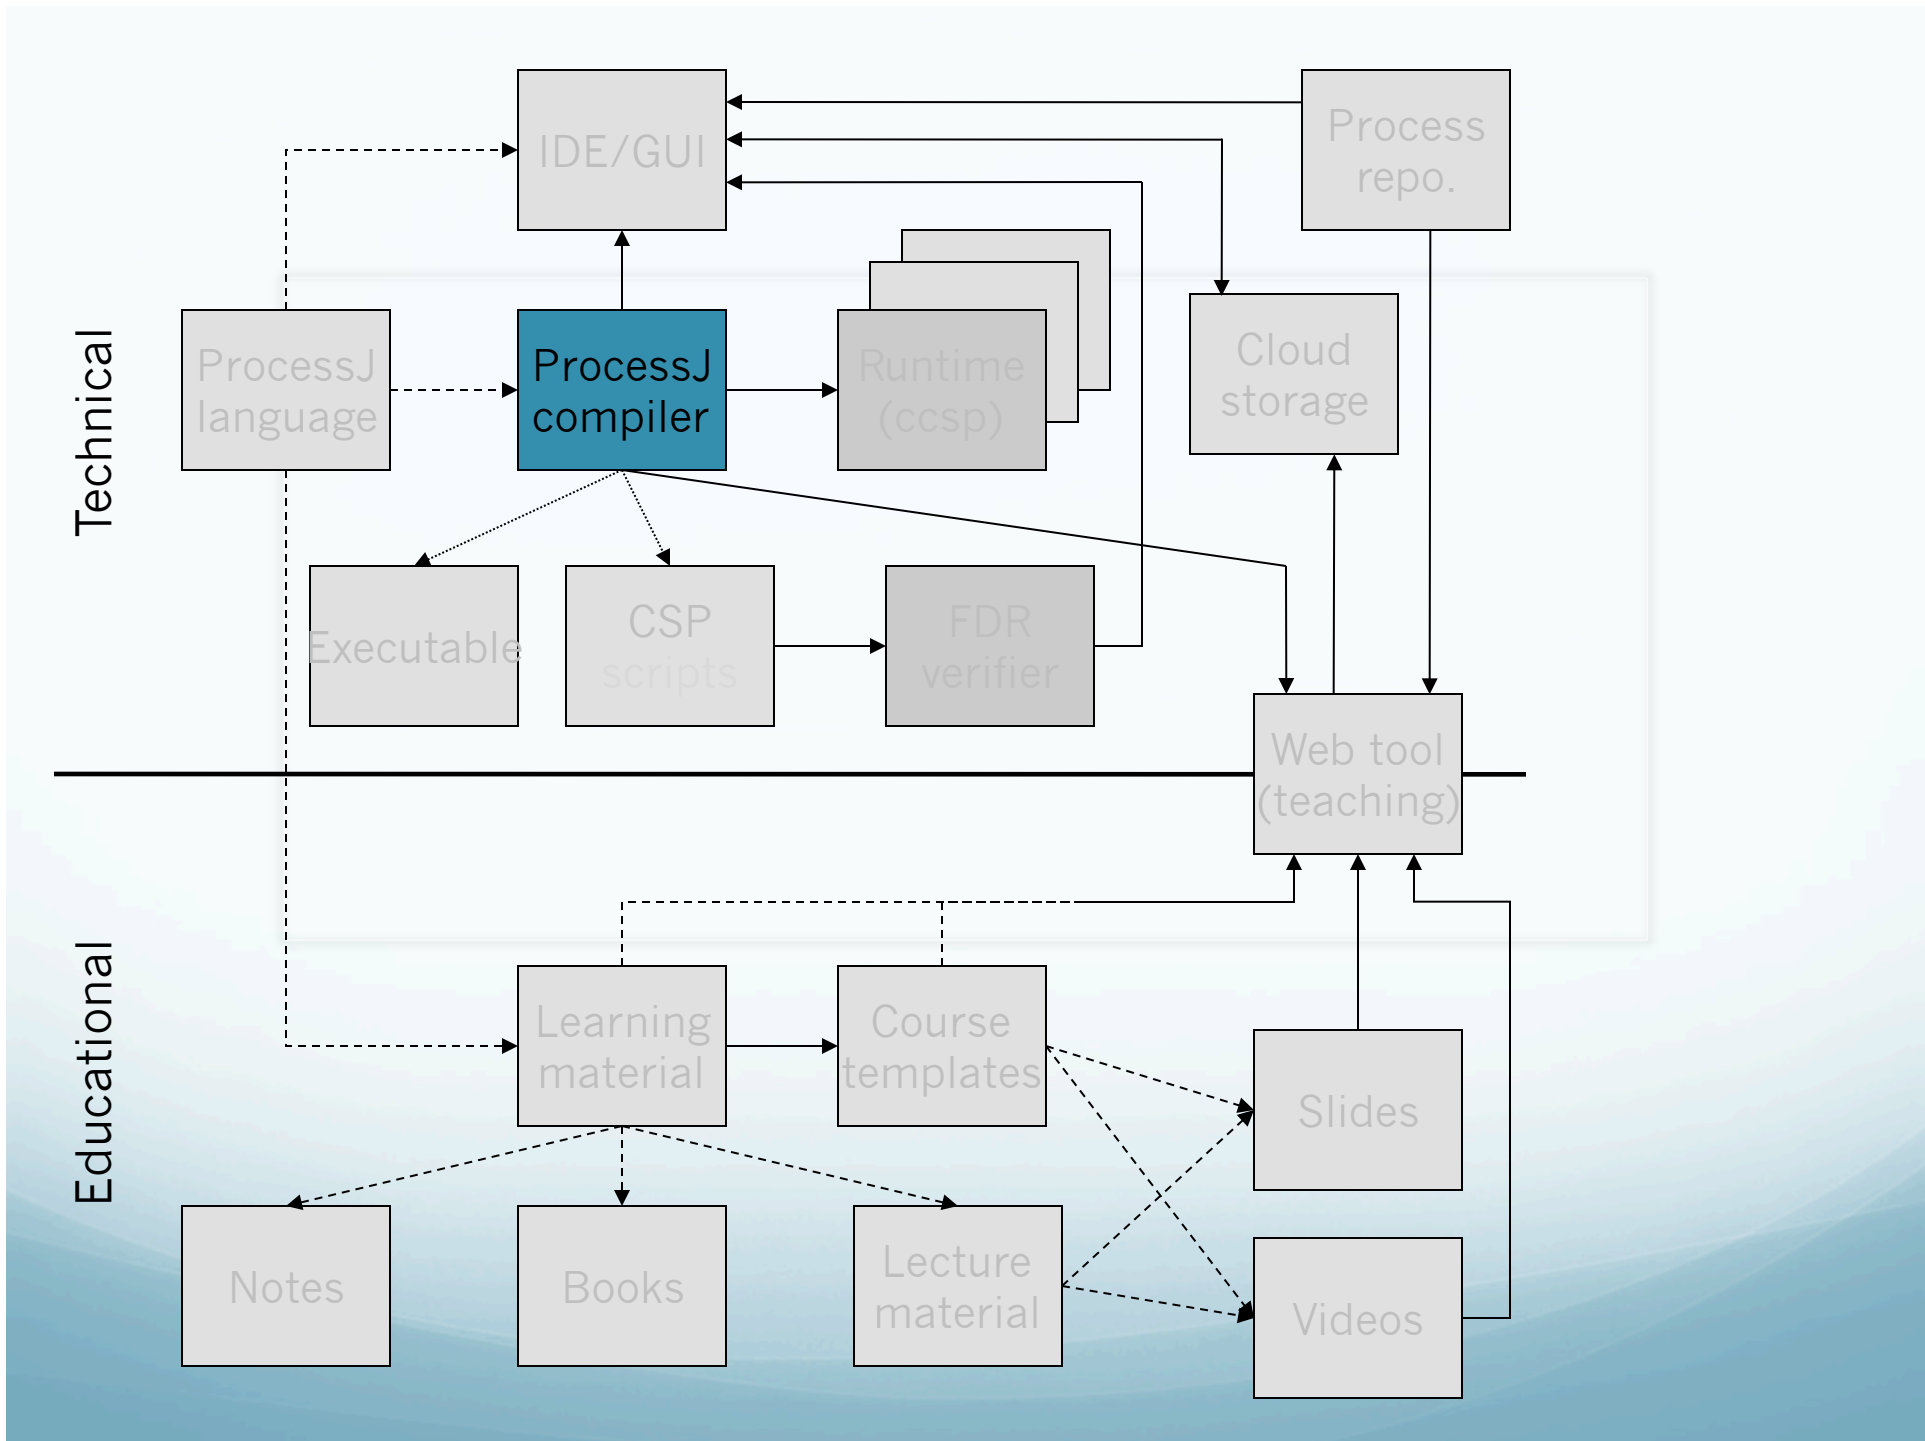 IDE/GUI
Process
repo.
Technical
ProcessJ
language
ProcessJ
compiler
Runtime
(ccsp)
Cloud
storage
Executable
CSP
scripts
FDR
verifier
Web tool
(teaching)
Educational
Learning
material
Course
templates
Slides
Notes
Books
Lecture
material
Videos